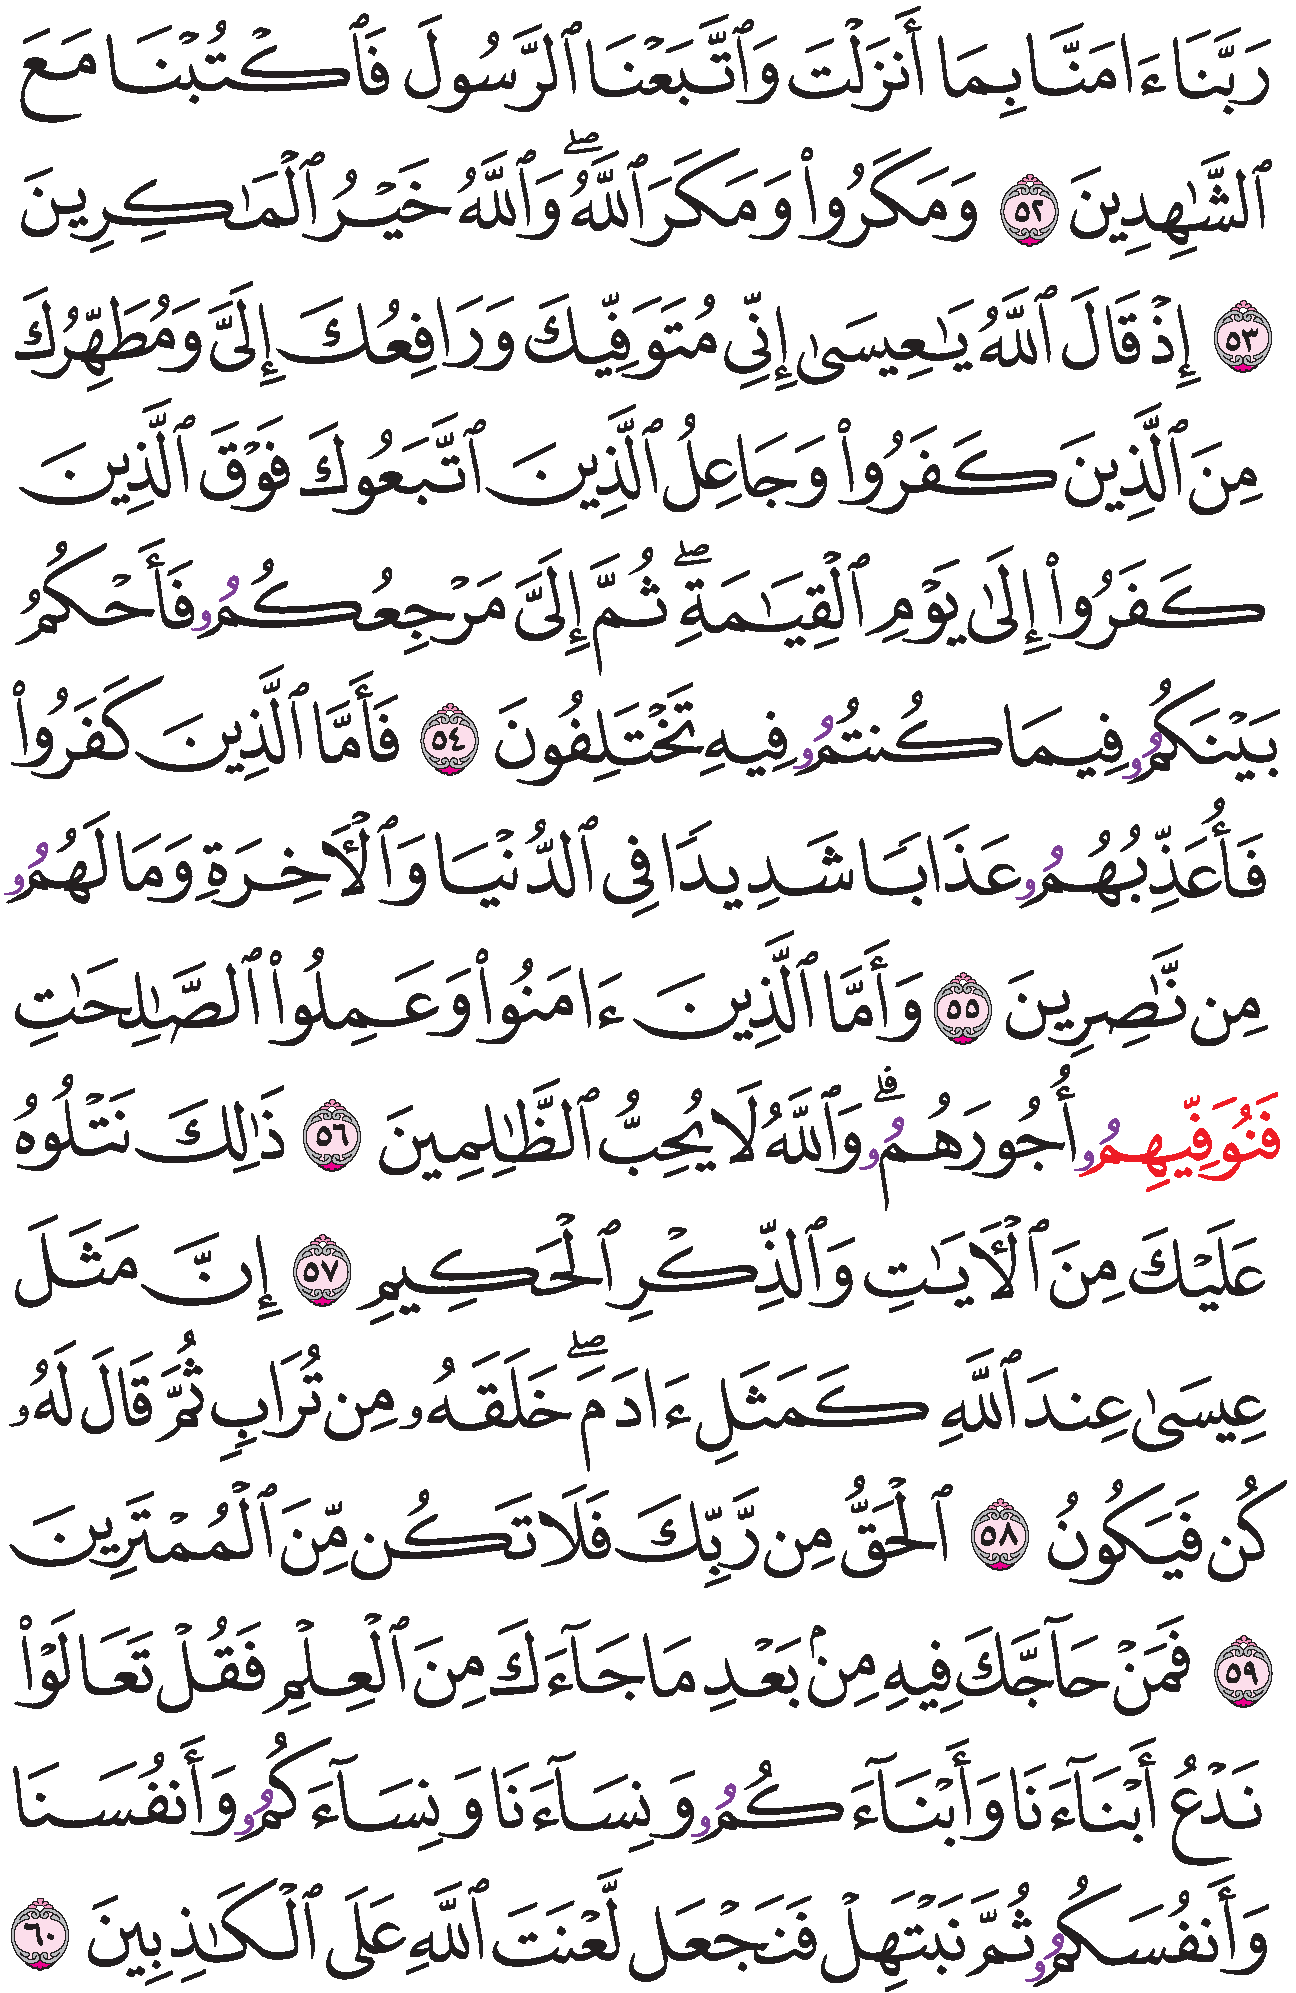 رَبَّنَا ءَامَنَّا بِمَا أَنزَلْتَ وَٱتَّبَعْنَا ٱلرَّسُولَ فَٱكْتُبْنَا مَعَ
ٱلشَّٰهِدِينَ ٥٢ وَمَكَرُوا۟ وَمَكَرَ ٱللَّهُۖ وَٱللَّهُ خَيْرُ ٱلْمَٰكِرِينَ
٥٣ إِذْ قَالَ ٱللَّهُ يَٰعِيسَىٰ إِنِّي مُتَوَفِّيكَ وَرَافِعُكَ إِلَيَّ وَمُطَهِّرُكَ
مِنَ ٱلَّذِينَ كَفَرُوا۟ وَجَاعِلُ ٱلَّذِينَ ٱتَّبَعُوكَ فَوْقَ ٱلَّذِينَ
كَفَرُوا۟ إِلَىٰ يَوْمِ ٱلْقِيَٰمَةِۖ ثُمَّ إِلَيَّ مَرْجِعُكُمُۥ فَأَحْكُمُ
بَيْنَكُمُۥ فِيمَا كُنتُمُۥ فِيهِ تَخْتَلِفُونَ ٥٤ فَأَمَّا ٱلَّذِينَ كَفَرُوا۟
فَأُعَذِّبُهُمُۥ عَذَابًا شَدِيدًا فِي ٱلدُّنْيَا وَٱلْأَخِرَةِ وَمَا لَهُمُۥ
مِن نَّٰصِرِينَ ٥٥ وَأَمَّا ٱلَّذِينَ ءَامَنُوا۟ وَعَمِلُوا۟ ٱلصَّٰلِحَٰتِ
فَنُوَفِّيهِمُۥ أُجُورَهُمُۥۗ وَٱللَّهُ لَا يُحِبُّ ٱلظَّٰلِمِينَ ٥٦ ذَٰلِكَ نَتْلُوهُ
عَلَيْكَ مِنَ ٱلْأَيَٰتِ وَٱلذِّكْرِ ٱلْحَكِيمِ ٥٧ إِنَّ مَثَلَ
عِيسَىٰ عِندَ ٱللَّهِ كَمَثَلِ ءَادَمَۖ خَلَقَهُۥ مِن تُرَابٍ ثُمَّ قَالَ لَهُۥ
كُن فَيَكُونُ ٥٨ ٱلْحَقُّ مِن رَّبِّكَ فَلَا تَكُن مِّنَ ٱلْمُمْتَرِينَ
٥٩ فَمَنْ حَآجَّكَ فِيهِ مِنۢ بَعْدِ مَا جَآءَكَ مِنَ ٱلْعِلْمِ فَقُلْ تَعَالَوْا۟
نَدْعُ أَبْنَآءَنَا وَأَبْنَآءَكُمُۥ وَنِسَآءَنَا وَنِسَآءَكُمُۥ وَأَنفُسَنَا
وَأَنفُسَكُمُۥ ثُمَّ نَبْتَهِلْ فَنَجْعَل لَّعْنَتَ ٱللَّهِ عَلَى ٱلْكَٰذِبِينَ ٦٠